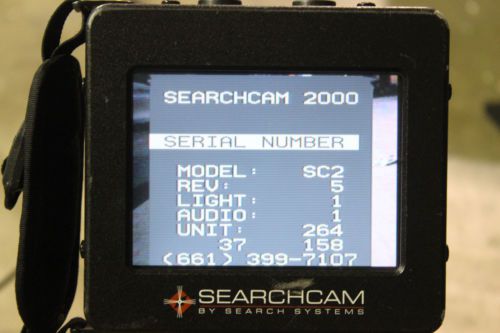 SEARCHCAM 2000
SERIAL NUMBER
MODEL: SC2
REV: 5
LIGHT: 1
AUDIO: 1
UNIT: 264
37 158
(661) 399-7107
SEARCHCAM
BY SEARCH SYSTEMS